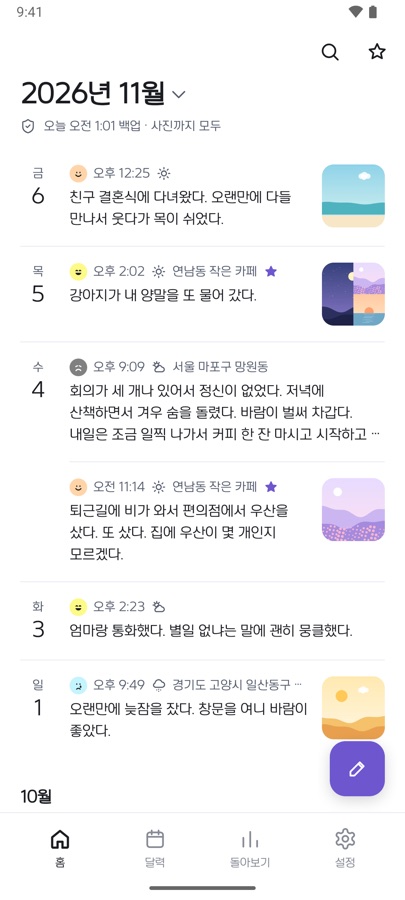 9:41
2026년 11월
오늘 오전 1:01 백업 · 사진까지 모두
금
6
오후 12:25
친구 결혼식에 다녀왔다. 오랜만에 다들
만나서 웃다가 목이 쉬었다.
목
5
오후 2:02 연남동 작은 카페
강아지가 내 양말을 또 물어 갔다.
수
4
오후 9:09 서울 마포구 망원동
회의가 세 개나 있어서 정신이 없었다. 저녁에
산책하면서 겨우 숨을 돌렸다. 바람이 벌써 차갑다.
내일은 조금 일찍 나가서 커피 한 잔 마시고 시작하고 ...
오전 11:14 연남동 작은 카페
퇴근길에 비가 와서 편의점에서 우산을
샀다. 또 샀다. 집에 우산이 몇 개인지
모르겠다.
화
3
오후 2:23
엄마랑 통화했다. 별일 없냐는 말에 괜히 뭉클했다.
일
1
오후 9:49 경기도 고양시 일산동구 ...
오랜만에 늦잠을 잤다. 창문을 여니 바람이
좋았다.
10월
홈
달력
돌아보기
설정